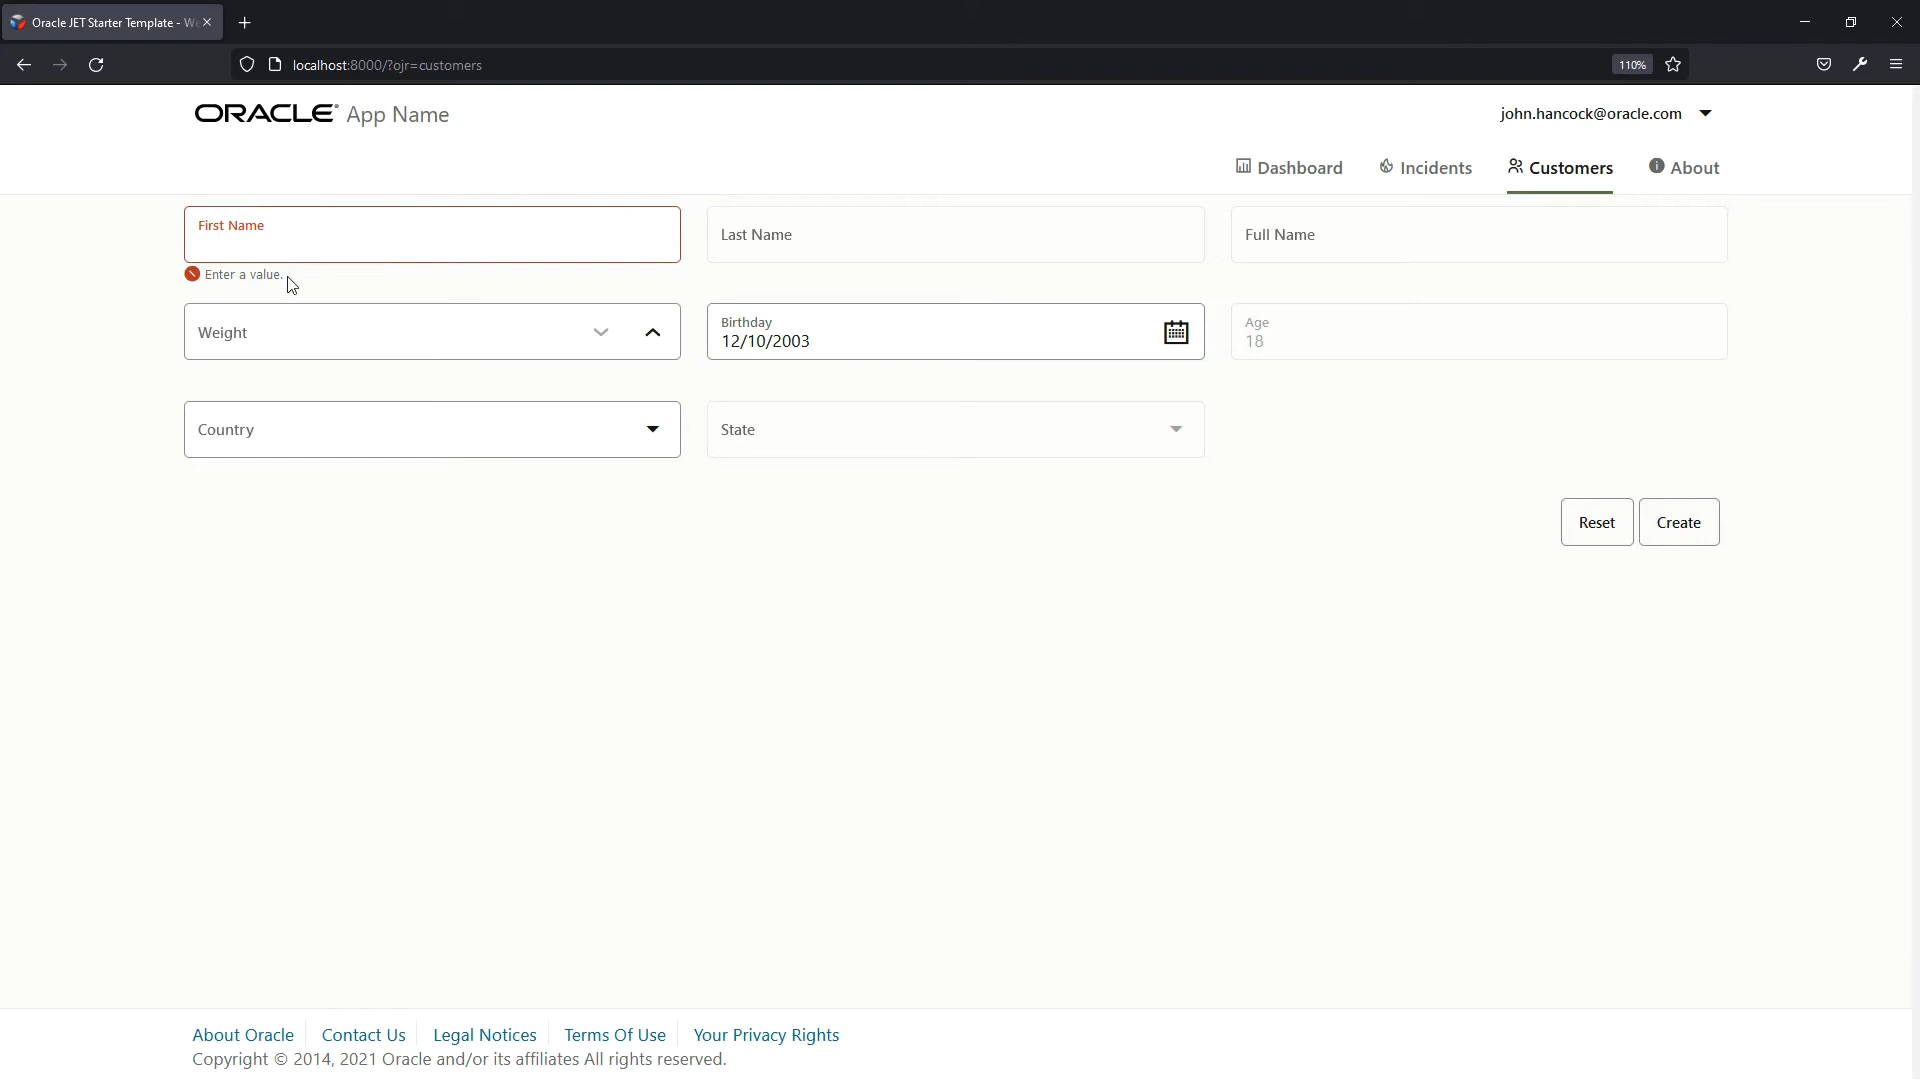 Oracle JET Starter Template - We
localhost:8000/?ojr=customers
110%
ORACLE® App Name
john.hancock@oracle.com
Dashboard
Incidents
Customers
About
First Name
Last Name
Full Name
Enter a value.
Weight
Birthday
12/10/2003
Age
18
Country
State
Reset
Create
About Oracle
Contact Us
Legal Notices
Terms Of Use
Your Privacy Rights
Copyright © 2014, 2021 Oracle and/or its affiliates All rights reserved.